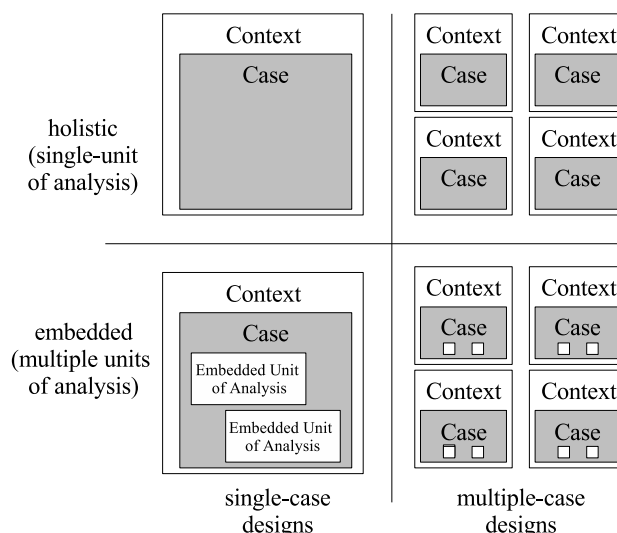 Context
Case
Context
Case
Context
Case
holistic
(single-unit
of analysis)
Context
Case
Context
Case
Context
Case
Embedded Unit
of Analysis
Embedded Unit
of Analysis
embedded
(multiple units
of analysis)
Context
Case
Context
Case
Context
Case
Context
Case
single-case
designs
multiple-case
designs